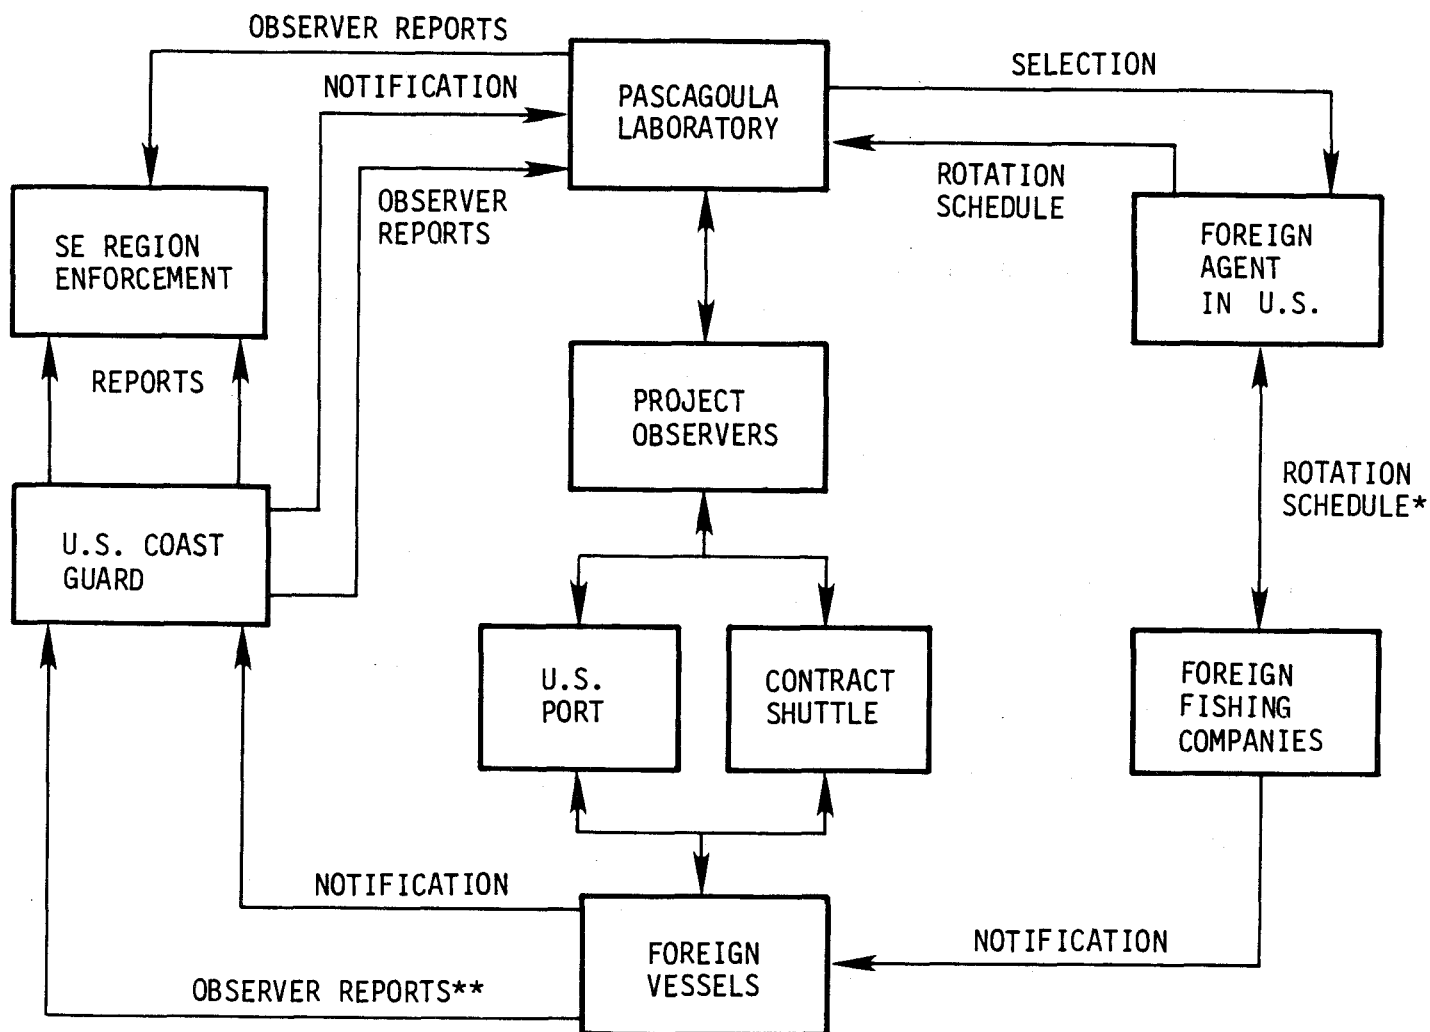 OBSERVER REPORTS
NOTIFICATION
PASCAGOULA
LABORATORY
SELECTION
OBSERVER
REPORTS
ROTATION
SCHEDULE
SE REGION
ENFORCEMENT
FOREIGN
AGENT
IN U.S.
REPORTS
PROJECT
OBSERVERS
ROTATION
SCHEDULE*
U.S. COAST
GUARD
U.S.
PORT
CONTRACT
SHUTTLE
FOREIGN
FISHING
COMPANIES
NOTIFICATION
NOTIFICATION
FOREIGN
VESSELS
OBSERVER REPORTS**